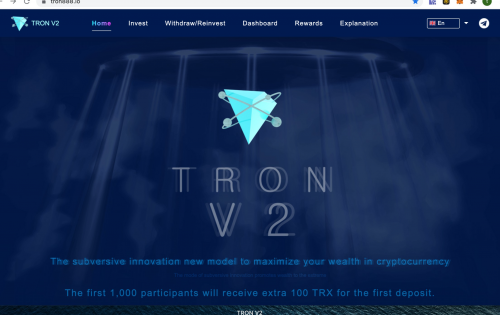 tron888.io
TRON V2
Home Invest Withdraw/Reinvest Dashboard Rewards Explanation
En
TRON
V2
The subversive innovation new model to maximize your wealth in cryptocurrency
The first 1,000 participants will receive extra 100 TRX for the first deposit.
TRON V2